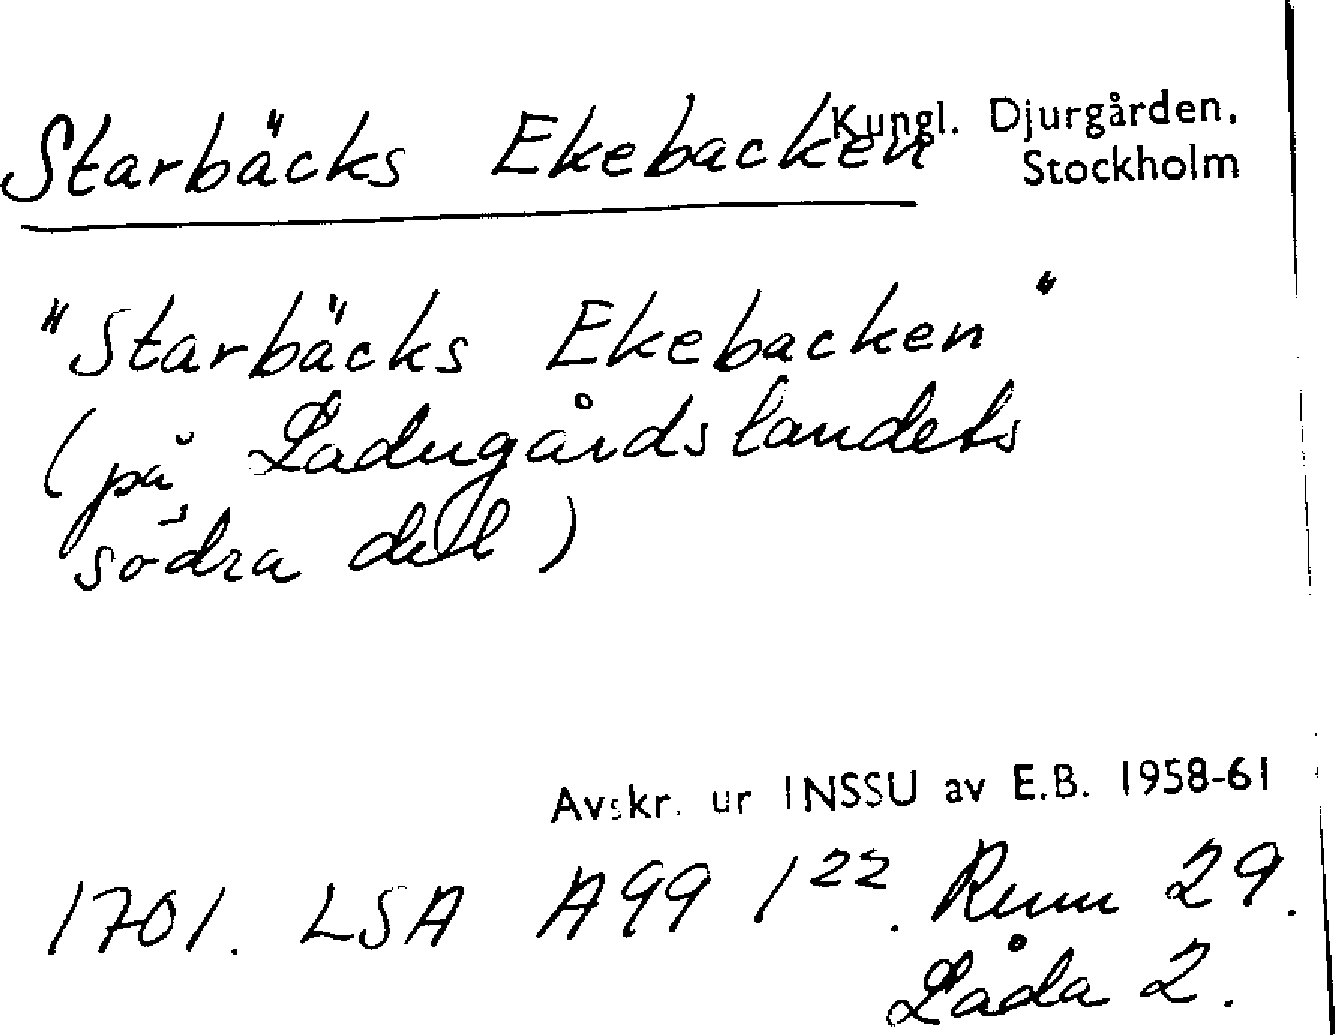 Starbäcks Ekebacken
Kungl. Djurgården,
Stockholm
"Starbäcks Ekebacken"
(på Ladugårdslandets
södra dell)
Avskr. ur INSSU av E.B. 1958-61
1701. LSA A99 1²². Rum 29.
Låda 2.